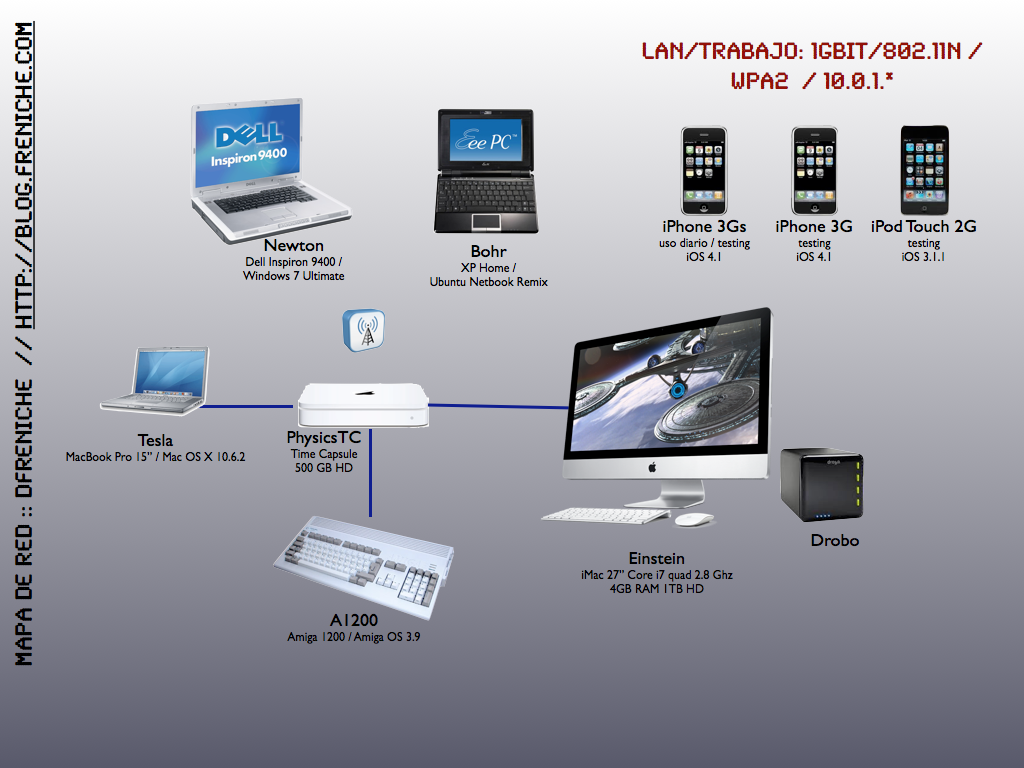 MAPA DE RED :: DFRENICHE // HTTP://BLOG.FRENICHE.COM
LAN/TRABAJO: 1GBIT/802.11N /
WPA2 / 10.0.1.*
DELL
Inspiron 9400
Newton
Dell Inspiron 9400 /
Windows 7 Ultimate
Eee PC™
Bohr
XP Home /
Ubuntu Netbook Remix
iPhone 3Gs
uso diario / testing
iOS 4.1
iPhone 3G
testing
iOS 4.1
iPod Touch 2G
testing
iOS 3.1.1
Tesla
MacBook Pro 15" / Mac OS X 10.6.2
PhysicsTC
Time Capsule
500 GB HD
Einstein
iMac 27" Core i7 quad 2.8 Ghz
4GB RAM 1TB HD
drobo
Drobo
A1200
Amiga 1200 / Amiga OS 3.9